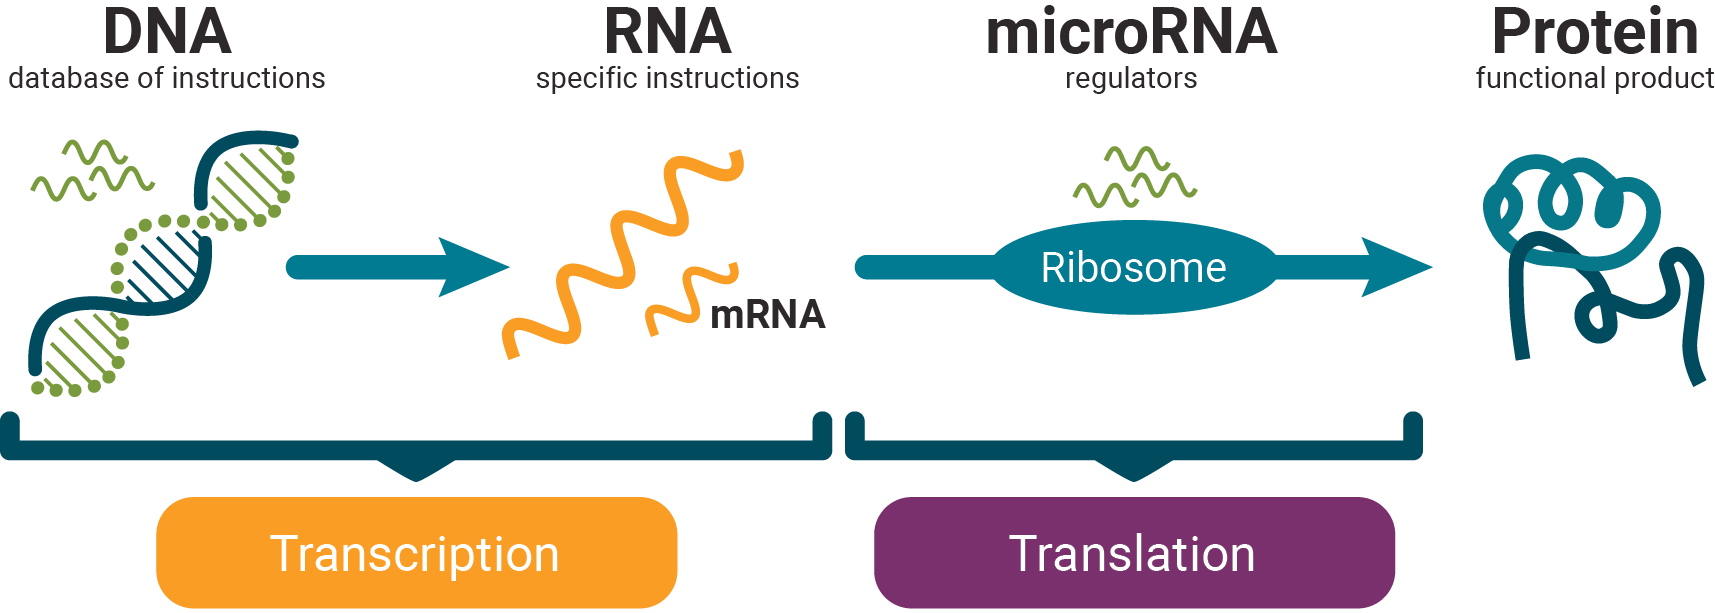 DNA
database of instructions
RNA
specific instructions
microRNA
regulators
Protein
functional product
mRNA
Ribosome
Transcription
Translation